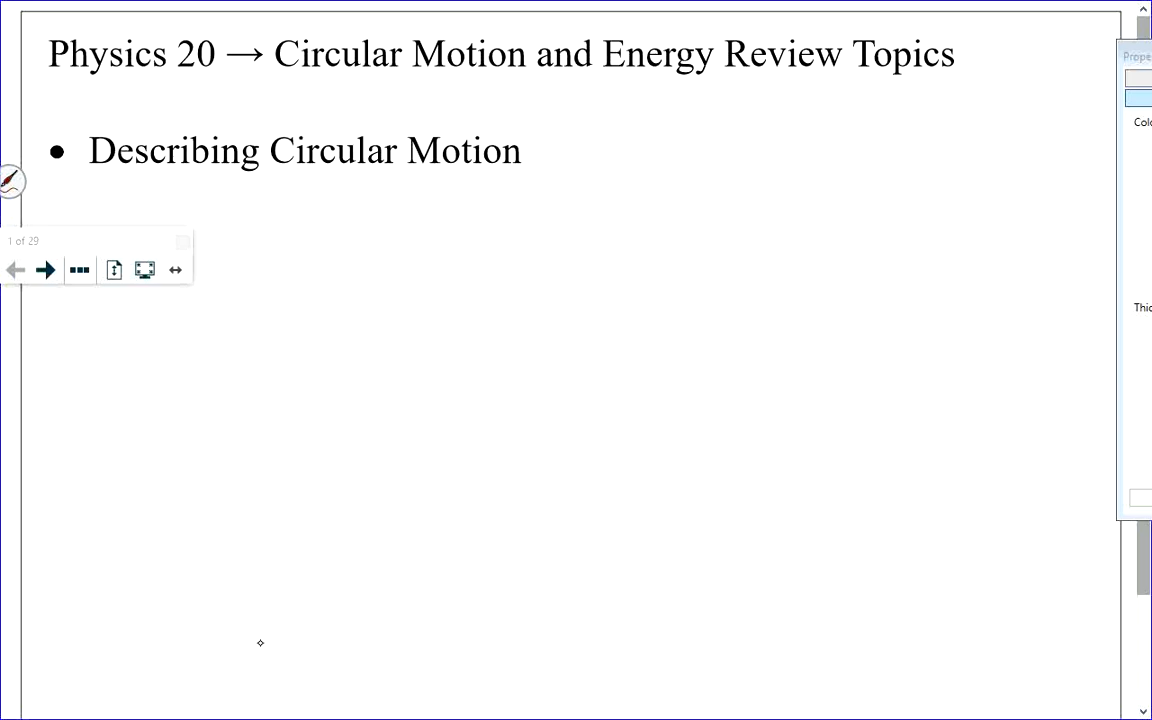 Physics 20 → Circular Motion and Energy Review Topics
• Describing Circular Motion
1 of 29